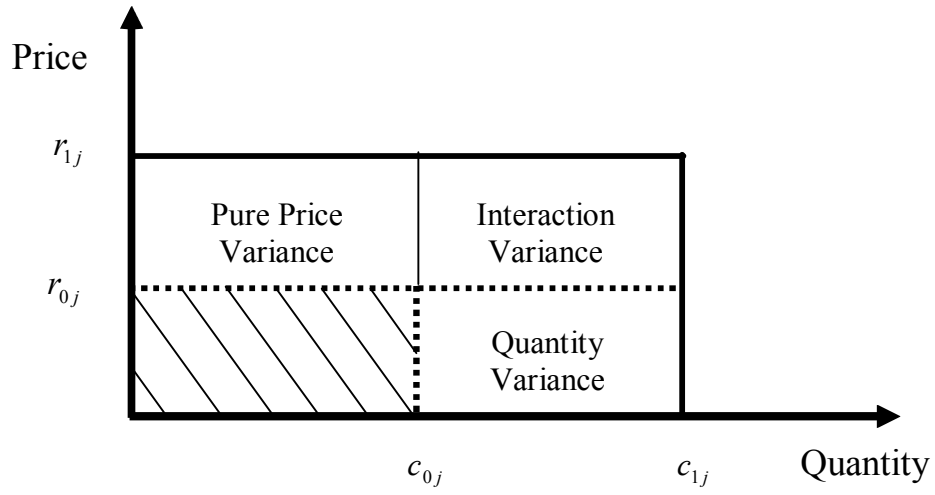 Price
r1j
Pure Price
Variance
Interaction
Variance
r0j
Quantity
Variance
c0j
c1j
Quantity